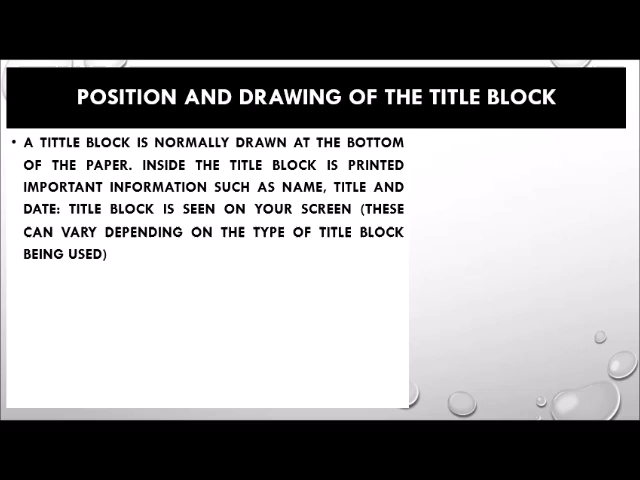 POSITION AND DRAWING OF THE TITLE BLOCK
• A TITTLE BLOCK IS NORMALLY DRAWN AT THE BOTTOM
OF THE PAPER. INSIDE THE TITLE BLOCK IS PRINTED
IMPORTANT INFORMATION SUCH AS NAME, TITLE AND
DATE: TITLE BLOCK IS SEEN ON YOUR SCREEN (THESE
CAN VARY DEPENDING ON THE TYPE OF TITLE BLOCK
BEING USED)